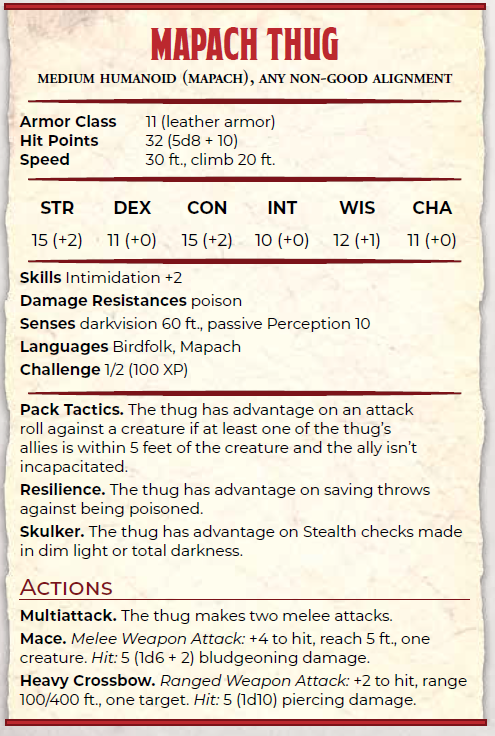 MAPACH THUG
MEDIUM HUMANOID (MAPACH), ANY NON-GOOD ALIGNMENT
Armor Class 11 (leather armor)
Hit Points 32 (5d8 + 10)
Speed 30 ft., climb 20 ft.
STR DEX CON INT WIS CHA
15 (+2) 11 (+0) 15 (+2) 10 (+0) 12 (+1) 11 (+0)
Skills Intimidation +2
Damage Resistances poison
Senses darkvision 60 ft., passive Perception 10
Languages Birdfolk, Mapach
Challenge 1/2 (100 XP)
Pack Tactics. The thug has advantage on an attack
roll against a creature if at least one of the thug's
allies is within 5 feet of the creature and the ally isn't
incapacitated.
Resilience. The thug has advantage on saving throws
against being poisoned.
Skulker. The thug has advantage on Stealth checks made
in dim light or total darkness.
ACTIONS
Multiattack. The thug makes two melee attacks.
Mace. Melee Weapon Attack: +4 to hit, reach 5 ft., one
creature. Hit: 5 (1d6 + 2) bludgeoning damage.
Heavy Crossbow. Ranged Weapon Attack: +2 to hit, range
100/400 ft., one target. Hit: 5 (1d10) piercing damage.